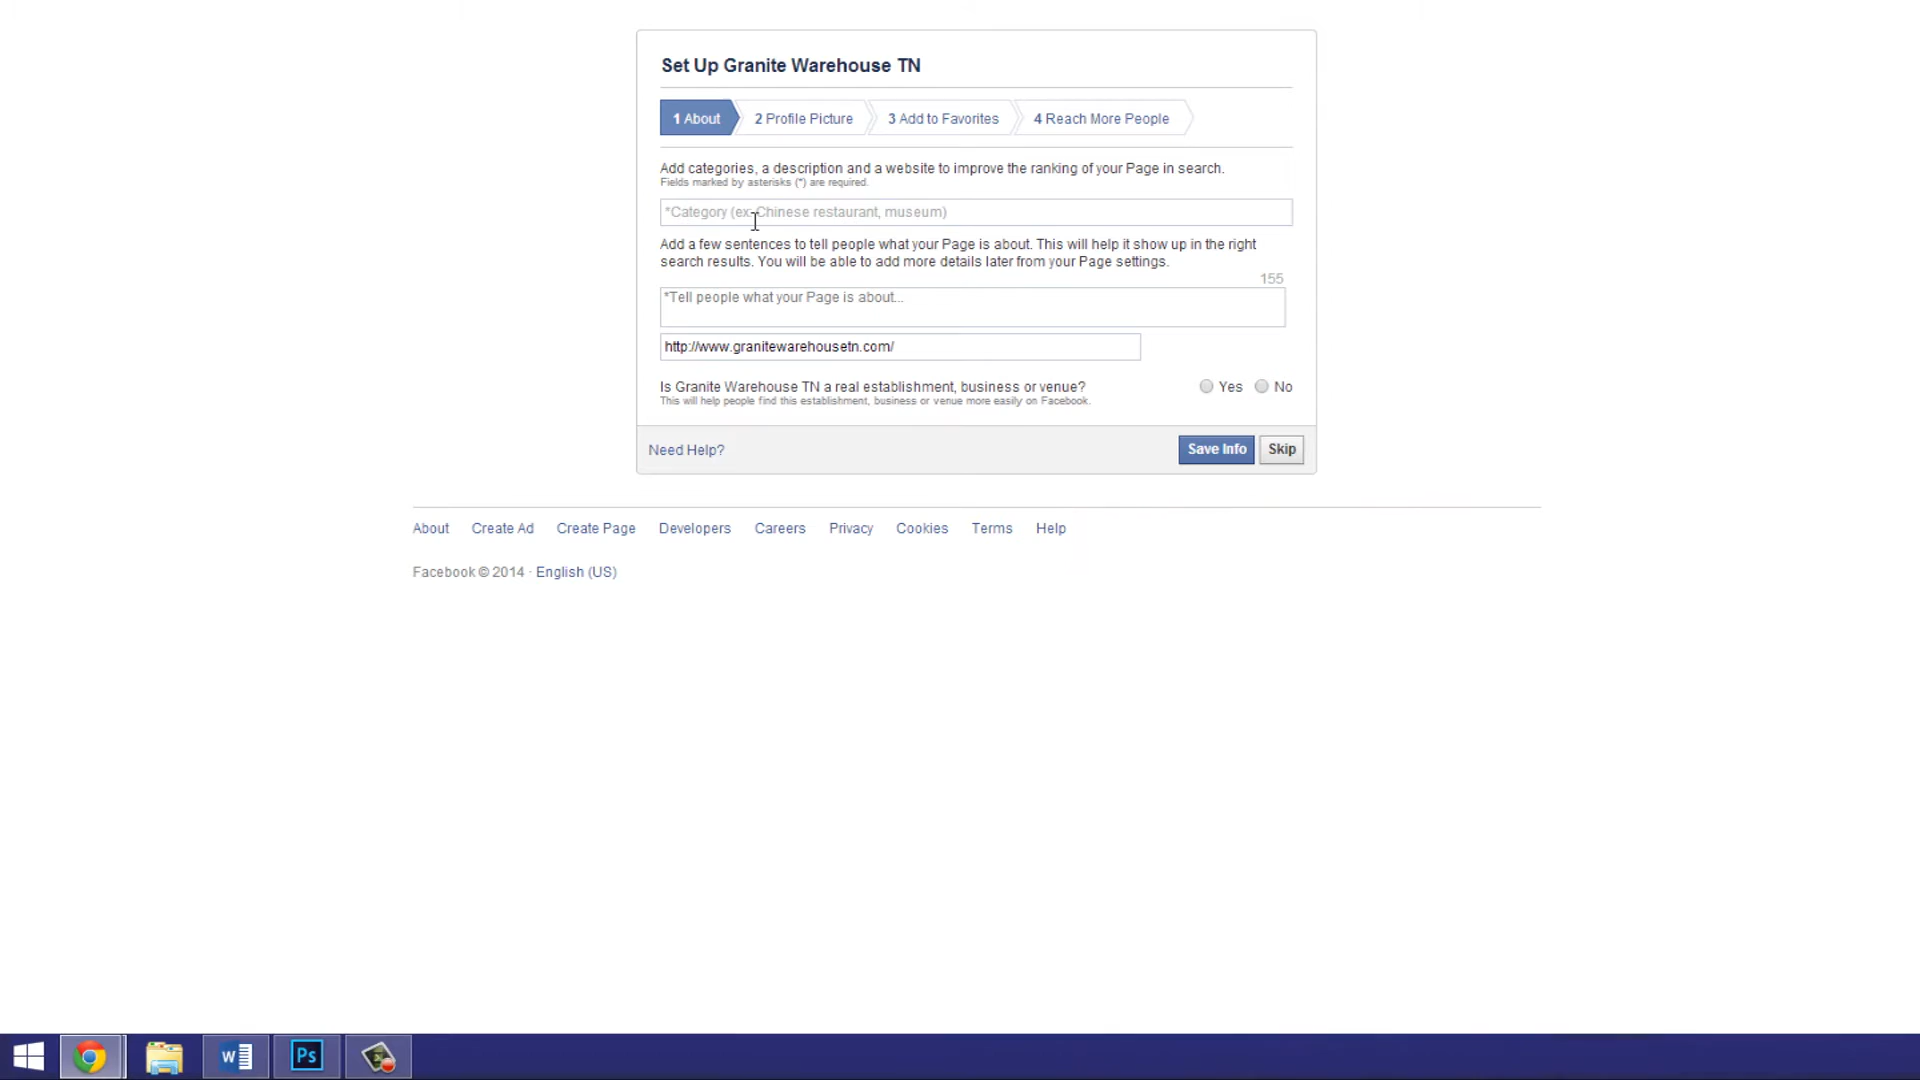 Set Up Granite Warehouse TN
1 About 2 Profile Picture 3 Add to Favorites 4 Reach More People
Add categories, a description and a website to improve the ranking of your Page in search.
Fields marked by asterisks (*) are required.
*Category (ex: Chinese restaurant, museum)
Add a few sentences to tell people what your Page is about. This will help it show up in the right
search results. You will be able to add more details later from your Page settings.
155
*Tell people what your Page is about...
http://www.granitewarehousetn.com/
Is Granite Warehouse TN a real establishment, business or venue? Yes No
This will help people find this establishment, business or venue more easily on Facebook.
Need Help? Save Info Skip
About Create Ad Create Page Developers Careers Privacy Cookies Terms Help
Facebook © 2014 · English (US)
W Ps